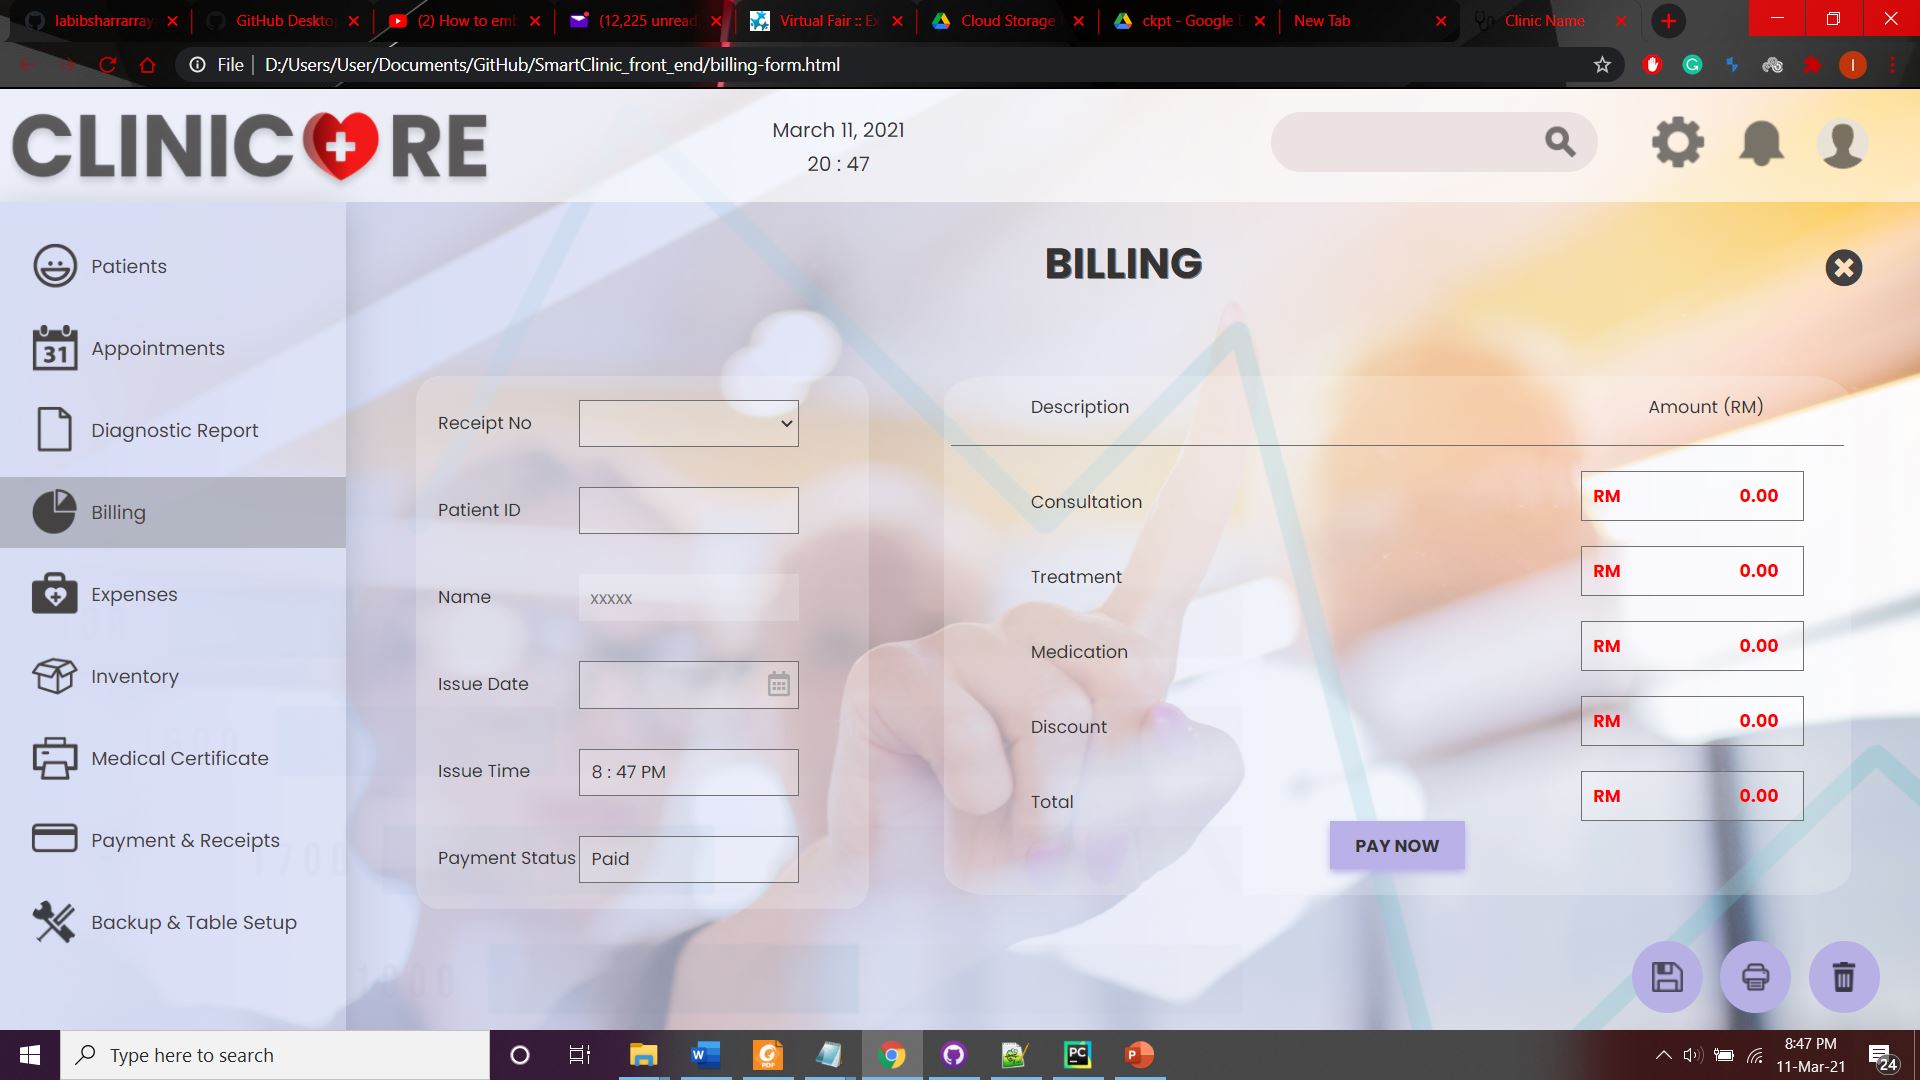 labibsharrarray
GitHub Deskto
(2) How to emb
(12,225 unread
Virtual Fair :: Ex
Cloud Storage
ckpt - Google D
New Tab
Clinic Name
File | D:/Users/User/Documents/GitHub/SmartClinic_front_end/billing-form.html
CLINIC RE
March 11, 2021
20 : 47
Patients
31 Appointments
Diagnostic Report
Billing
Expenses
Inventory
Medical Certificate
Payment & Receipts
Backup & Table Setup
BILLING
Receipt No
Patient ID
Name xxxxx
Issue Date
Issue Time 8 : 47 PM
Payment Status Paid
Description Amount (RM)
Consultation RM 0.00
Treatment RM 0.00
Medication RM 0.00
Discount RM 0.00
Total RM 0.00
PAY NOW
Type here to search
8:47 PM
11-Mar-21
24